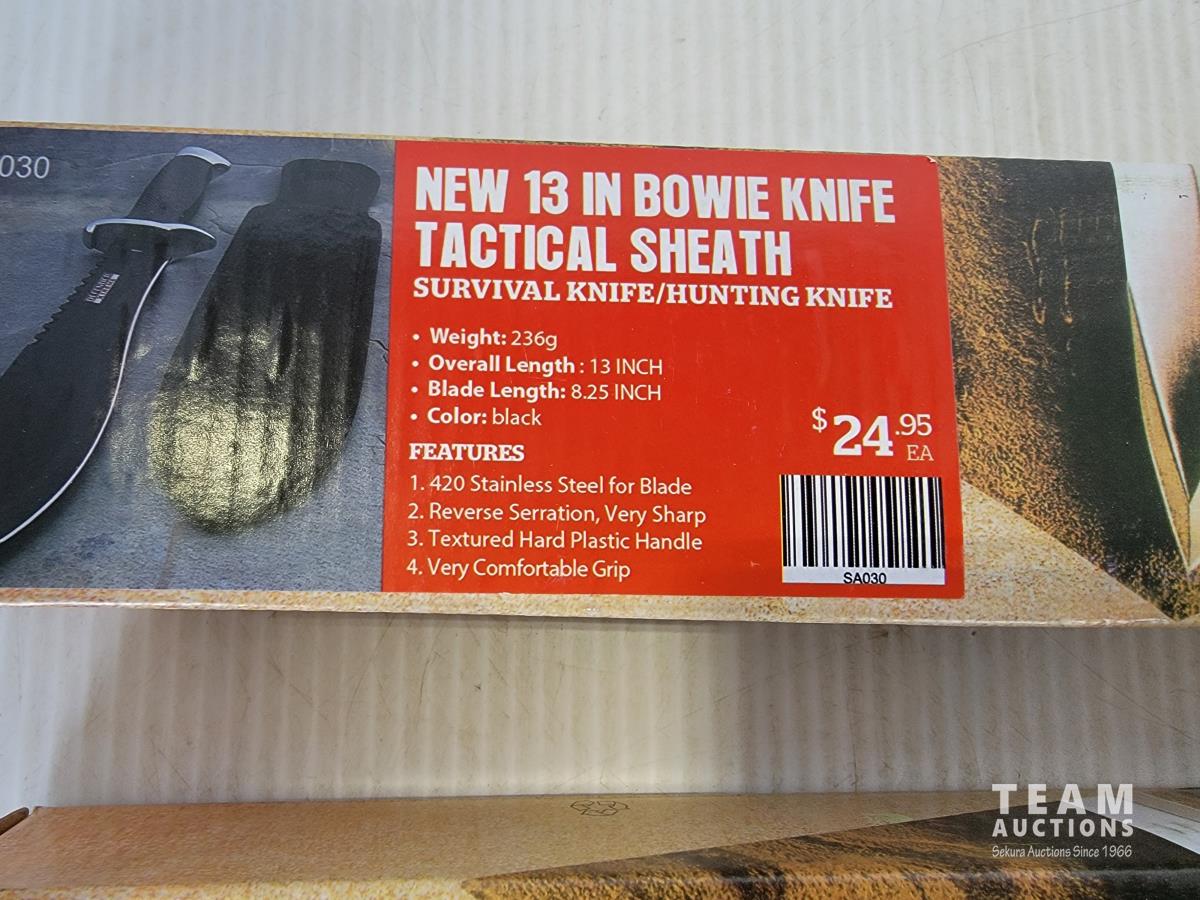 030
NEW 13 IN BOWIE KNIFE
TACTICAL SHEATH
SURVIVAL KNIFE/HUNTING KNIFE
• Weight: 236g
• Overall Length : 13 INCH
• Blade Length: 8.25 INCH
• Color: black
$24.95
EA
FEATURES
1. 420 Stainless Steel for Blade
2. Reverse Serration, Very Sharp
3. Textured Hard Plastic Handle
4. Very Comfortable Grip
SA030
DEFENDER
XTREME
TEAM
AUCTIONS
Sekura Auctions Since 1966